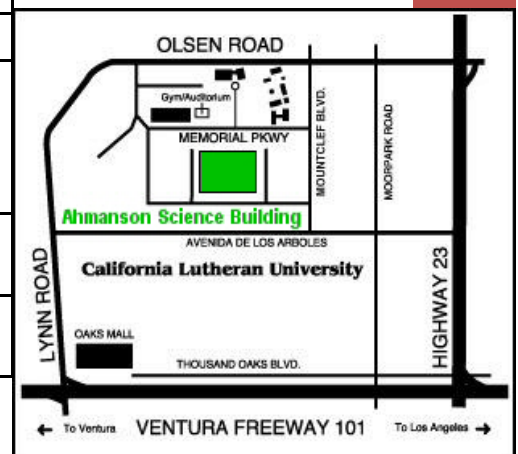 OLSEN ROAD
Gym/Auditorium
MEMORIAL PKWY
MOUNTCLEF BLVD.
MOORPARK ROAD
Ahmanson Science Building
AVENIDA DE LOS ARBOLES
California Lutheran University
LYNN ROAD
HIGHWAY 23
OAKS MALL
THOUSAND OAKS BLVD.
To Ventura
VENTURA FREEWAY 101
To Los Angeles